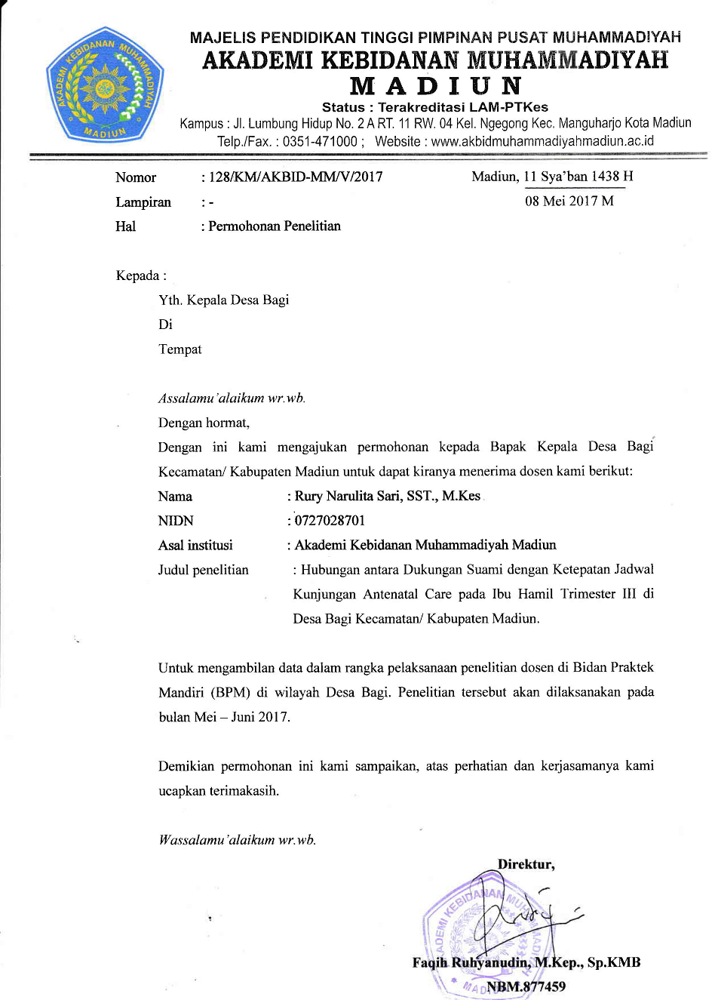 AKADEMI KEBIDANAN MUHAMMADIYAH
MADIUN
MAJELIS PENDIDIKAN TINGGI PIMPINAN PUSAT MUHAMMADIYAH
AKADEMI KEBIDANAN MUHAMMADIYAH
MADIUN
Status : Terakreditasi LAM-PTKes
Kampus : Jl. Lumbung Hidup No. 2 A RT. 11 RW. 04 Kel. Ngegong Kec. Manguharjo Kota Madiun
Telp./Fax. : 0351-471000 ; Website : www.akbidmuhammadiyahmadiun.ac.id
Nomor : 128/KM/AKBID-MM/V/2017 Madiun, 11 Sya'ban 1438 H
Lampiran : - 08 Mei 2017 M
Hal : Permohonan Penelitian
Kepada :
Yth. Kepala Desa Bagi
Di
Tempat
Assalamu'alaikum wr.wb.
Dengan hormat,
Dengan ini kami mengajukan permohonan kepada Bapak Kepala Desa Bagi
Kecamatan/ Kabupaten Madiun untuk dapat kiranya menerima dosen kami berikut:
Nama : Rury Narulita Sari, SST., M.Kes
NIDN : 0727028701
Asal institusi : Akademi Kebidanan Muhammadiyah Madiun
Judul penelitian : Hubungan antara Dukungan Suami dengan Ketepatan Jadwal
Kunjungan Antenatal Care pada Ibu Hamil Trimester III di
Desa Bagi Kecamatan/ Kabupaten Madiun.
Untuk mengambilan data dalam rangka pelaksanaan penelitian dosen di Bidan Praktek
Mandiri (BPM) di wilayah Desa Bagi. Penelitian tersebut akan dilaksanakan pada
bulan Mei – Juni 2017.
Demikian permohonan ini kami sampaikan, atas perhatian dan kerjasamanya kami
ucapkan terimakasih.
Wassalamu'alaikum wr.wb.
Direktur,
AKADEMI KEBIDANAN MUHAMMADIYAH
Faqih Ruhyanudin, M.Kep., Sp.KMB
NBM.877459